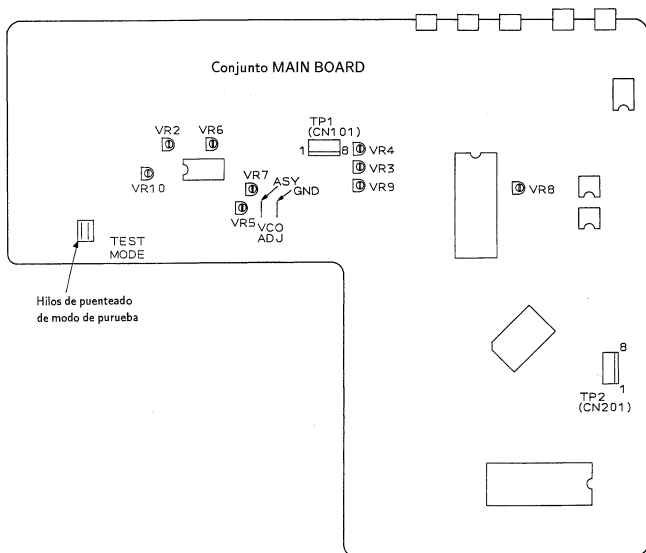 Conjunto MAIN BOARD
TP1
(CN101)
1
8
VR2
VR6
VR4
VR3
VR9
VR10
VR7
ASY
GND
VR8
VR5
VCO
ADJ
TEST
MODE
Hilos de puenteado
de modo de purueba
8
1
TP2
(CN201)